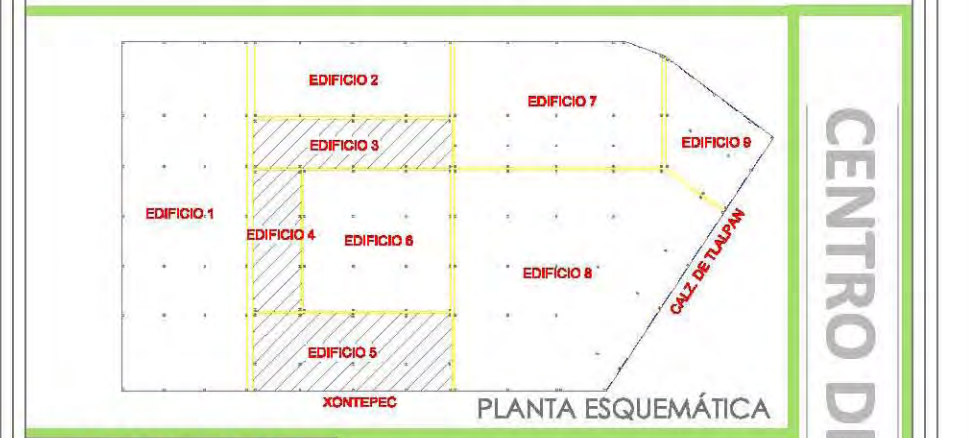 EDIFICIO 2
EDIFICIO 7
EDIFICIO 3
EDIFICIO 9
EDIFICIO 1
EDIFICIO 4
EDIFICIO 6
EDIFÍCIO 8
CALZ. DE TLALPAN
EDIFICIO 5
XONTEPEC
PLANTA ESQUEMÁTICA
CENTRO